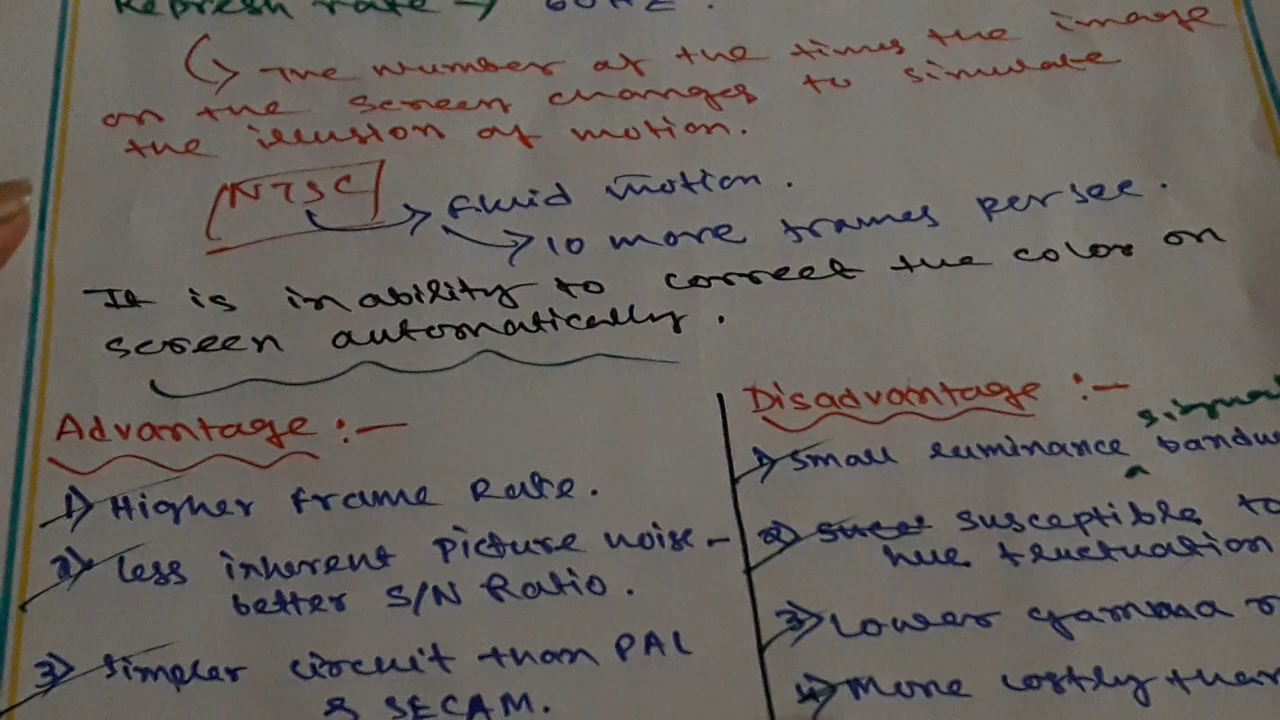 Refresh rate → 60Hz.
↳ The number of the times the image
on the screen changes to simulate
the illusion of motion.
NTSC → fluid motion.
→ 10 more frames per sec.
It is inability to correct the color on
screen automatically.
Advantage :-
1) Higher frame Rate.
2) less inherent picture noise -
better S/N Ratio.
3) Simpler circuit than PAL
& SECAM.
Disadvantage :-
signal
1) Small luminance bandw
2) susceptible to
hue fluctuation
3) Lower gamma
4) More costly than